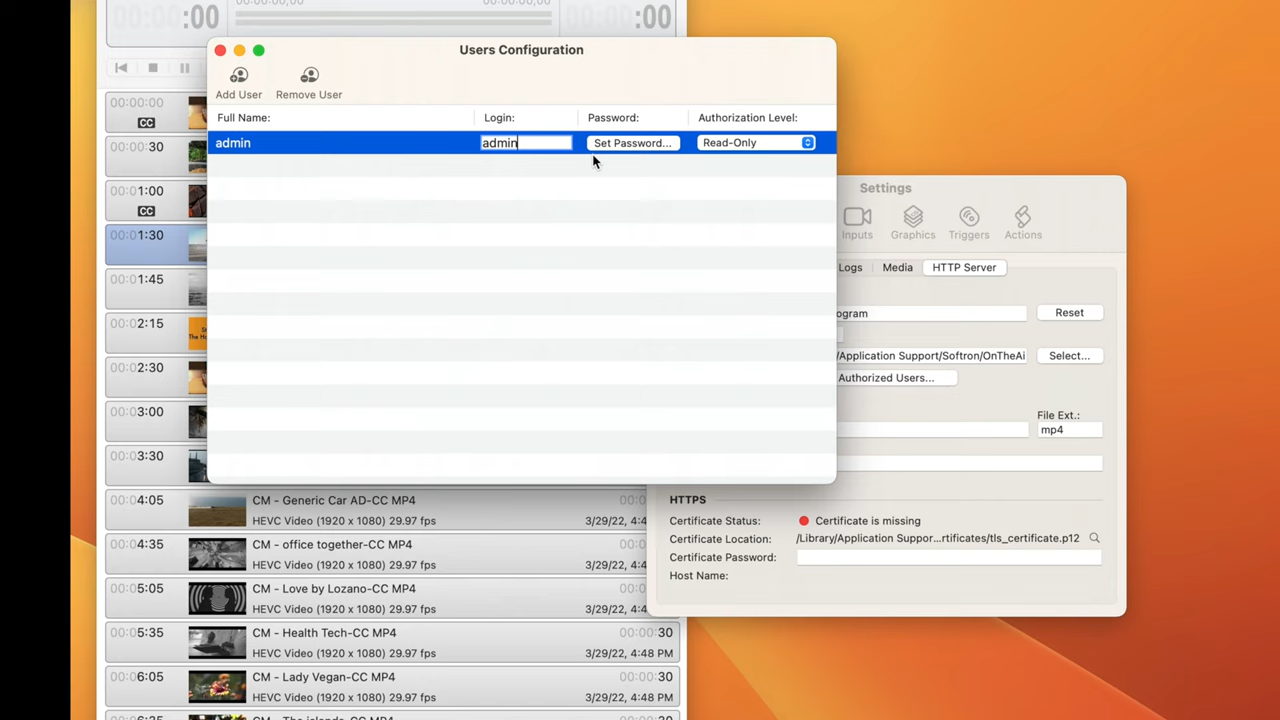 :00
00:00:00,00
00:00:00,00
:00
Users Configuration
Add User
Remove User
Full Name:
Login:
Password:
Authorization Level:
admin
admin
Set Password...
Read-Only
Settings
Inputs
Graphics
Triggers
Actions
Logs
Media
HTTP Server
ogram
Reset
/Application Support/Softron/OnTheAi
Select...
Authorized Users...
File Ext.:
mp4
HTTPS
Certificate Status:
Certificate is missing
Certificate Location:
/Library/Application Suppor...rtificates/tls_certificate.p12
Certificate Password:
Host Name:
00:00:00
CC
00:00:30
00:01:00
CC
00:01:30
00:01:45
00:02:15
00:02:30
00:03:00
00:03:30
00:04:05
CM - Generic Car AD-CC MP4
00:0
HEVC Video (1920 x 1080) 29.97 fps
3/29/22, 4:4
00:04:35
CM - office together-CC MP4
00:0
HEVC Video (1920 x 1080) 29.97 fps
3/29/22, 4:4
00:05:05
CM - Love by Lozano-CC MP4
00:0
HEVC Video (1920 x 1080) 29.97 fps
3/29/22, 4:4
00:05:35
CM - Health Tech-CC MP4
00:00:30
HEVC Video (1920 x 1080) 29.97 fps
3/29/22, 4:48 PM
00:06:05
CM - Lady Vegan-CC MP4
00:00:30
HEVC Video (1920 x 1080) 29.97 fps
3/29/22, 4:48 PM